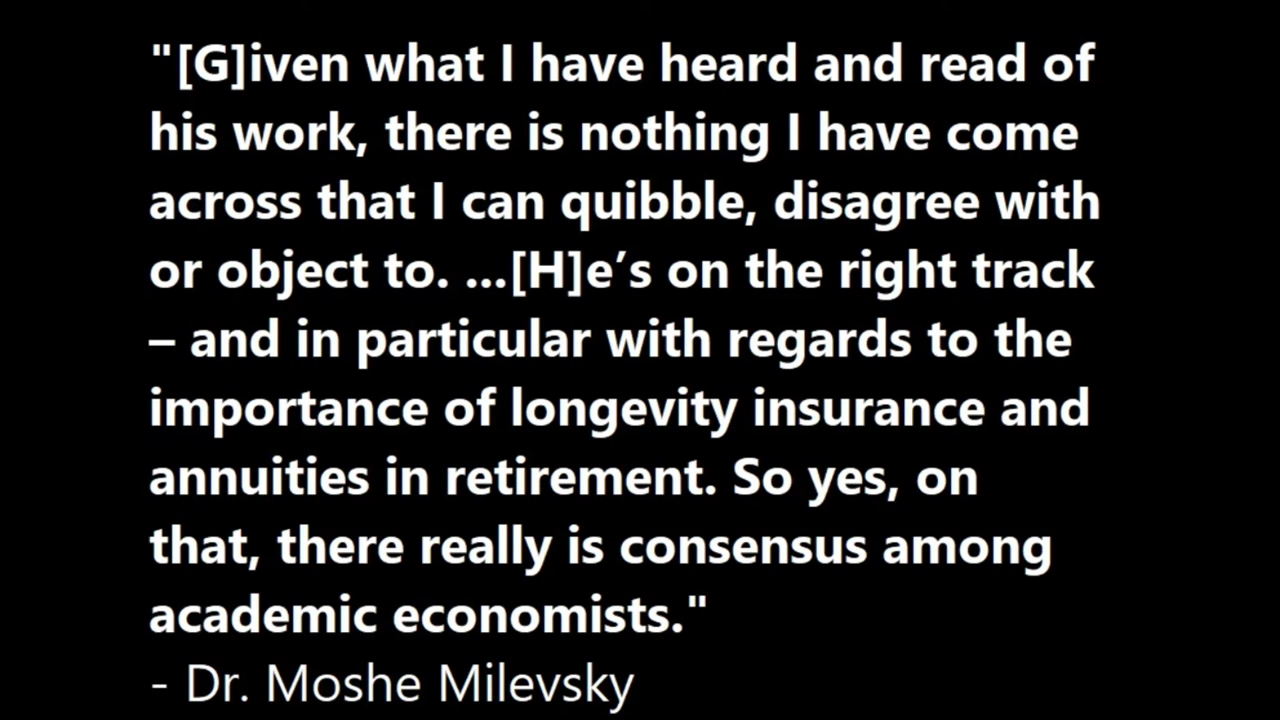 "[G]iven what I have heard and read of
his work, there is nothing I have come
across that I can quibble, disagree with
or object to. ...[H]e’s on the right track
– and in particular with regards to the
importance of longevity insurance and
annuities in retirement. So yes, on
that, there really is consensus among
academic economists."
- Dr. Moshe Milevsky